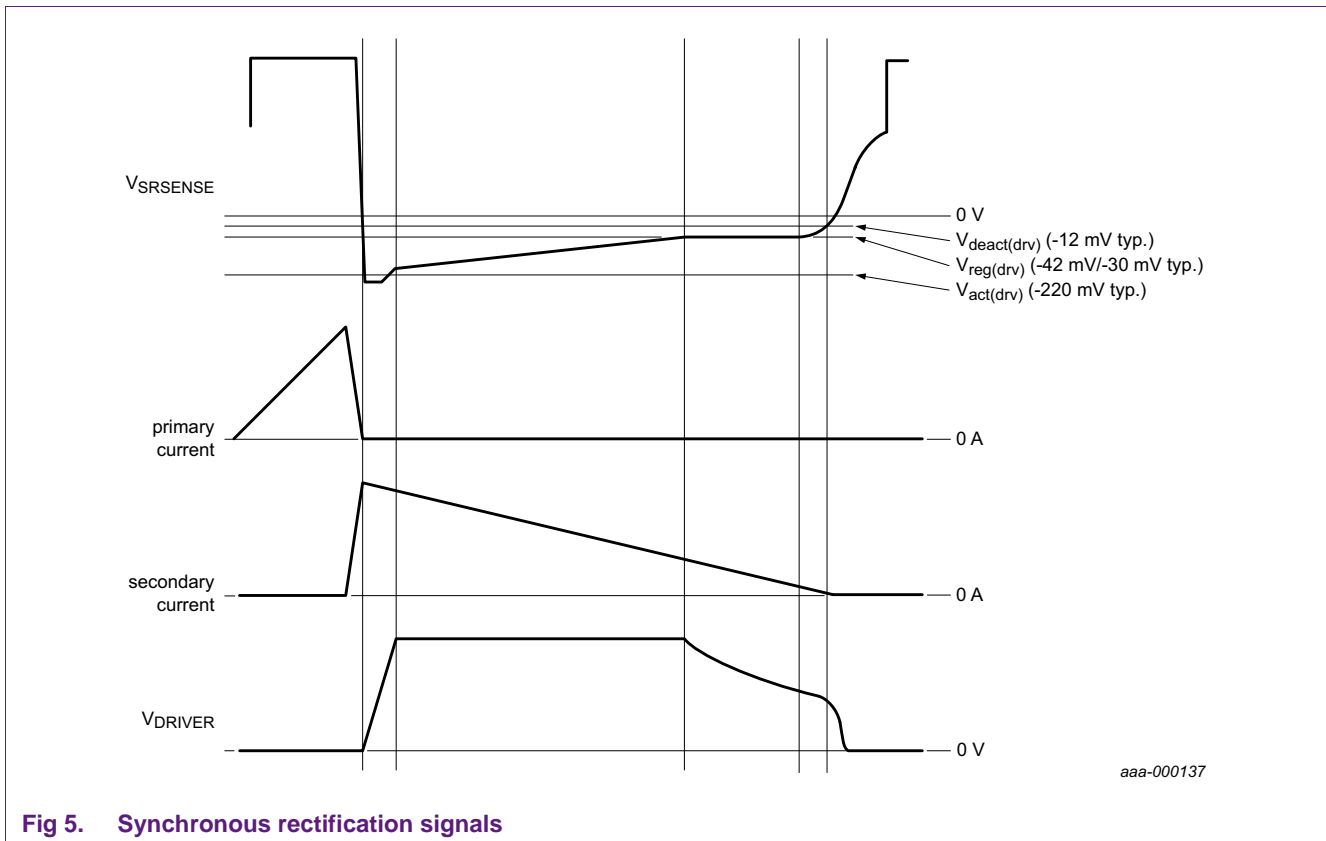 VSRSENSE
0 V
Vdeact(drv) (-12 mV typ.)
Vreg(drv) (-42 mV/-30 mV typ.)
Vact(drv) (-220 mV typ.)
primary
current
0 A
secondary
current
0 A
VDRIVER
0 V
aaa-000137
Fig 5. Synchronous rectification signals